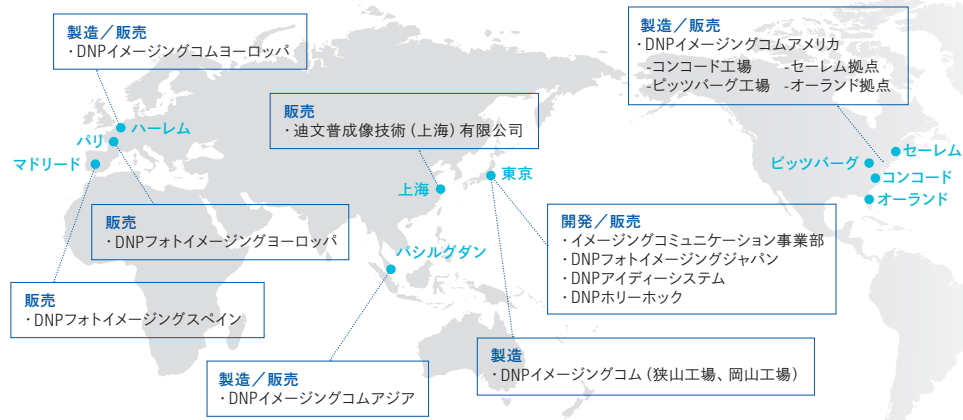 製造／販売
・DNPイメージングコムヨーロッパ
製造／販売
・DNPイメージングコムアメリカ
-コンコード工場　-セーレム拠点
-ピッツバーグ工場　-オーランド拠点
販売
・迪文普成像技術（上海）有限公司
ハーレム
パリ
マドリード
上海
東京
ピッツバーグ
セーレム
コンコード
オーランド
販売
・DNPフォトイメージングヨーロッパ
パシルグダン
開発／販売
・イメージングコミュニケーション事業部
・DNPフォトイメージングジャパン
・DNPアイディーシステム
・DNPホリーホック
販売
・DNPフォトイメージングスペイン
製造
・DNPイメージングコム（狭山工場、岡山工場）
製造／販売
・DNPイメージングコムアジア